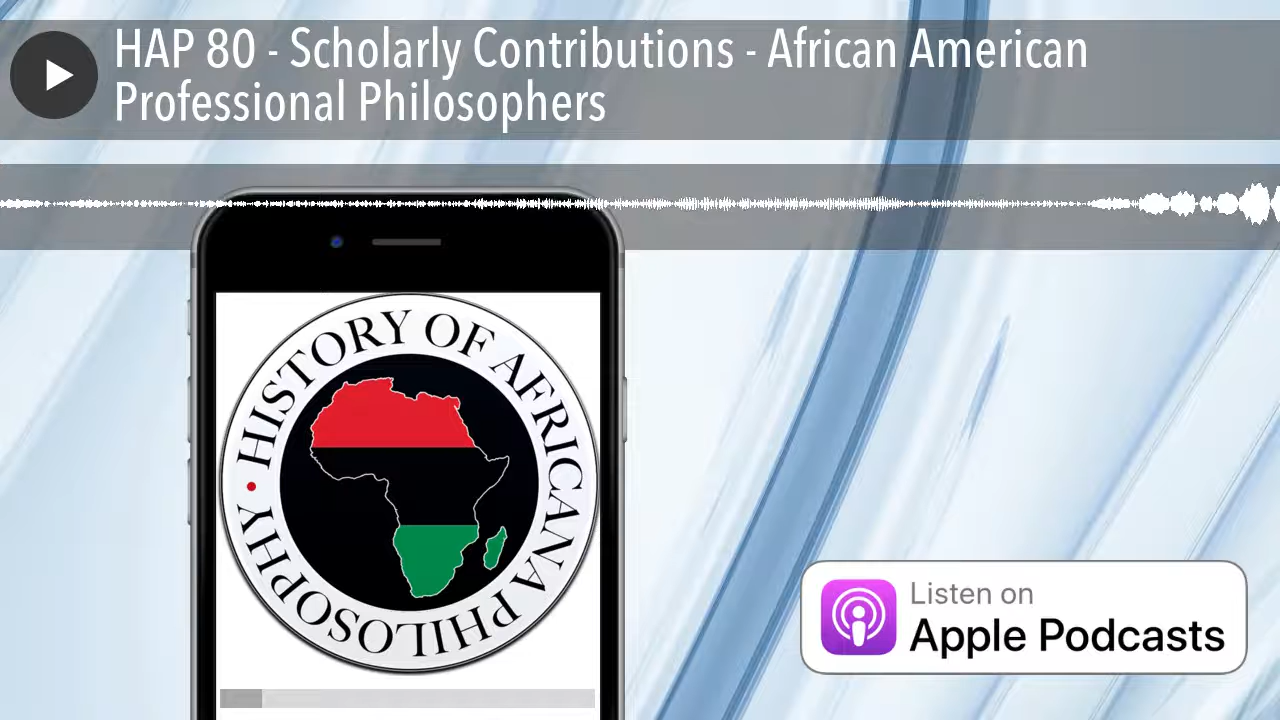 HAP 80 - Scholarly Contributions - African American
Professional Philosophers
HISTORY OF AFRICANA PHILOSOPHY •
Listen on
Apple Podcasts